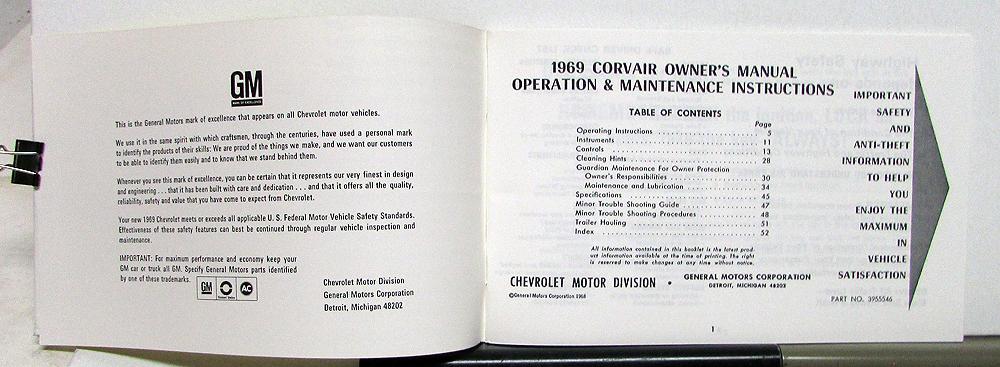 GM
MARK OF EXCELLENCE
This is the General Motors mark of excellence that appears on all Chevrolet motor vehicles.
We use it in the same spirit with which craftsmen, through the centuries, have used a personal mark
to identify the products of their skills: We are proud of the things we make, and we want our customers
to be able to identify them easily and to know that we stand behind them.
Whenever you see this mark of excellence, you can be certain that it represents our very finest in design
and engineering . . . that it has been built with care and dedication . . . and that it offers all the quality,
reliability, safety and value that you have come to expect from Chevrolet.
Your new 1969 Chevrolet meets or exceeds all applicable U. S. Federal Motor Vehicle Safety Standards.
Effectiveness of these safety features can best be continued through regular vehicle inspection and
maintenance.
IMPORTANT: For maximum performance and economy keep your
GM car or truck all GM. Specify General Motors parts identified
by one of these trademarks.
GM
AC
Chevrolet Motor Division
General Motors Corporation
Detroit, Michigan 48202
1969 CORVAIR OWNER'S MANUAL
OPERATION & MAINTENANCE INSTRUCTIONS
TABLE OF CONTENTS
Page
Operating Instructions . . . 5
Instruments . . . 11
Controls . . . 13
Cleaning Hints . . . 28
Guardian Maintenance For Owner Protection
Owner's Responsibilities . . . 30
Maintenance and Lubrication . . . 34
Specifications . . . 45
Minor Trouble Shooting Guide . . . 47
Minor Trouble Shooting Procedures . . . 48
Trailer Hauling . . . 51
Index . . . 52
All information contained in this booklet is the latest prod-
uct information available at the time of printing. The right
is reserved to make changes at any time without notice.
CHEVROLET MOTOR DIVISION • GENERAL MOTORS CORPORATION
DETROIT, MICHIGAN 48202
©General Motors Corporation 1968
1
IMPORTANT
SAFETY
AND
ANTI-THEFT
INFORMATION
TO HELP
YOU
ENJOY THE
MAXIMUM
IN
VEHICLE
SATISFACTION
PART NO. 3955546